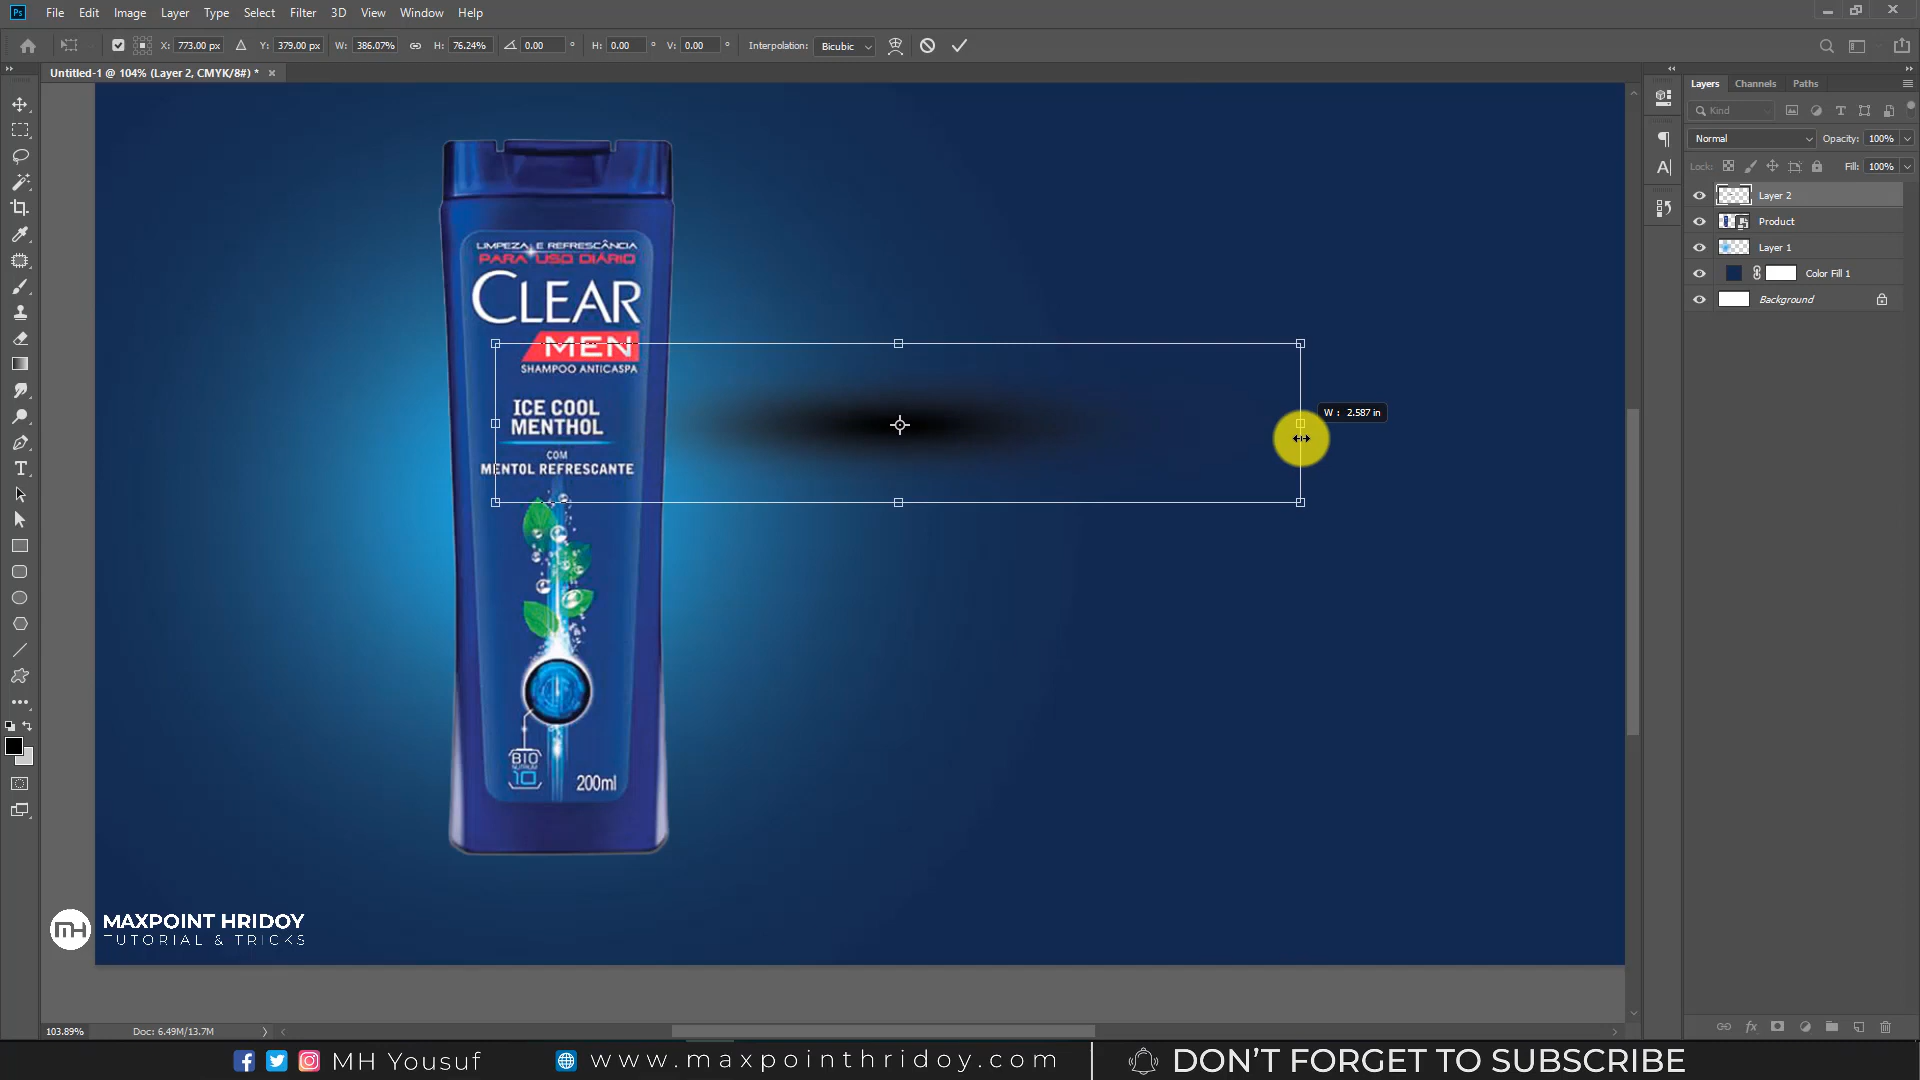 Ps File Edit Image Layer Type Select Filter 3D View Window Help
X: 773.00 px Y: 379.00 px W: 386.07% H: 76.24% 0.00 ° H: 0.00 ° V: 0.00 ° Interpolation: Bicubic
Untitled-1 @ 104% (Layer 2, CMYK/8#) * ×
Layers Channels Paths
Kind
Normal Opacity: 100%
Lock: Fill: 100%
Layer 2
Product
Layer 1
Color Fill 1
Background
LIMPEZA E REFRESCÂNCIA
PARA USO DIÁRIO
CLEAR
MEN
SHAMPOO ANTICASPA
ICE COOL
MENTHOL
COM
MENTOL REFRESCANTE
W : 2.587 in
BIO
NUTRIUM
10
200ml
MH MAXPOINT HRIDOY
TUTORIAL & TRICKS
103.89% Doc: 6.49M/13.7M
MH Yousuf www.maxpointhridoy.com DON'T FORGET TO SUBSCRIBE